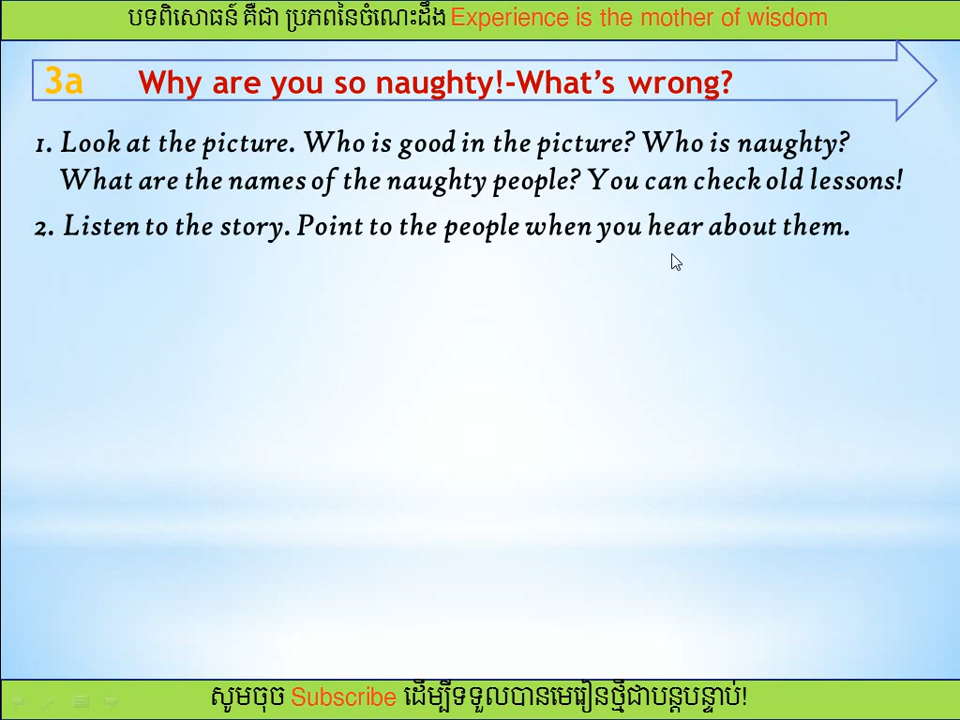 បទពិសោធន៍ គឺជា ប្រភពនៃចំណេះដឹង Experience is the mother of wisdom
3a Why are you so naughty!-What's wrong?
1. Look at the picture. Who is good in the picture? Who is naughty?
What are the names of the naughty people? You can check old lessons!
2. Listen to the story. Point to the people when you hear about them.
សូមចុច Subscribe ដើម្បីទទួលបានមេរៀនថ្មីជាបន្តបន្ទាប់!